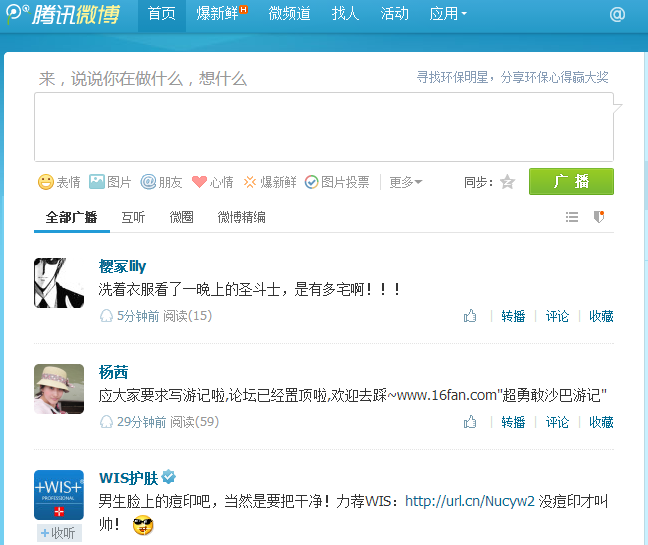 腾讯微博 首页 爆新鲜 H 微频道 找人 活动 应用 @
来，说说你在做什么，想什么 寻找环保明星，分享环保心得赢大奖
表情 图片 @朋友 心情 爆新鲜 图片投票 更多 同步： 广播
全部广播 互听 微圈 微博精编
樱冢lily
洗着衣服看了一晚上的圣斗士，是有多宅啊！！！
5分钟前 阅读(15) 转播 评论 收藏
杨茜
应大家要求写游记啦,论坛已经置顶啦,欢迎去踩~www.16fan.com"超勇敢沙巴游记"
29分钟前 阅读(59) 转播 评论 收藏
+WIS+®
PROFESSIONAL
WIS护肤
男生脸上的痘印吧，当然是要把干净！力荐WIS：http://url.cn/Nucyw2 没痘印才叫
帅！
+收听